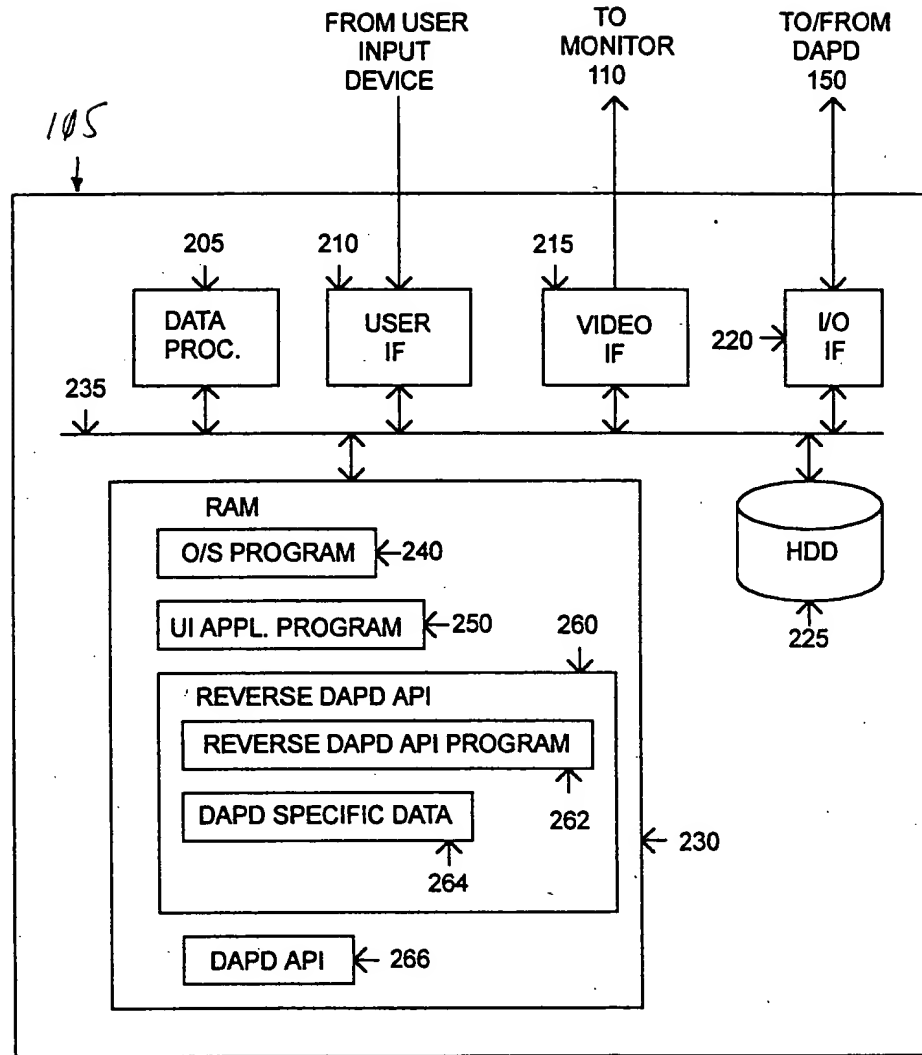 FROM USER
INPUT
DEVICE
TO
MONITOR
110
TO/FROM
DAPD
150
105
205
210
215
DATA
PROC.
USER
IF
VIDEO
IF
220
I/O
IF
235
RAM
O/S PROGRAM
240
HDD
UI APPL. PROGRAM
250
260
225
REVERSE DAPD API
REVERSE DAPD API PROGRAM
DAPD SPECIFIC DATA
262
230
264
DAPD API
266